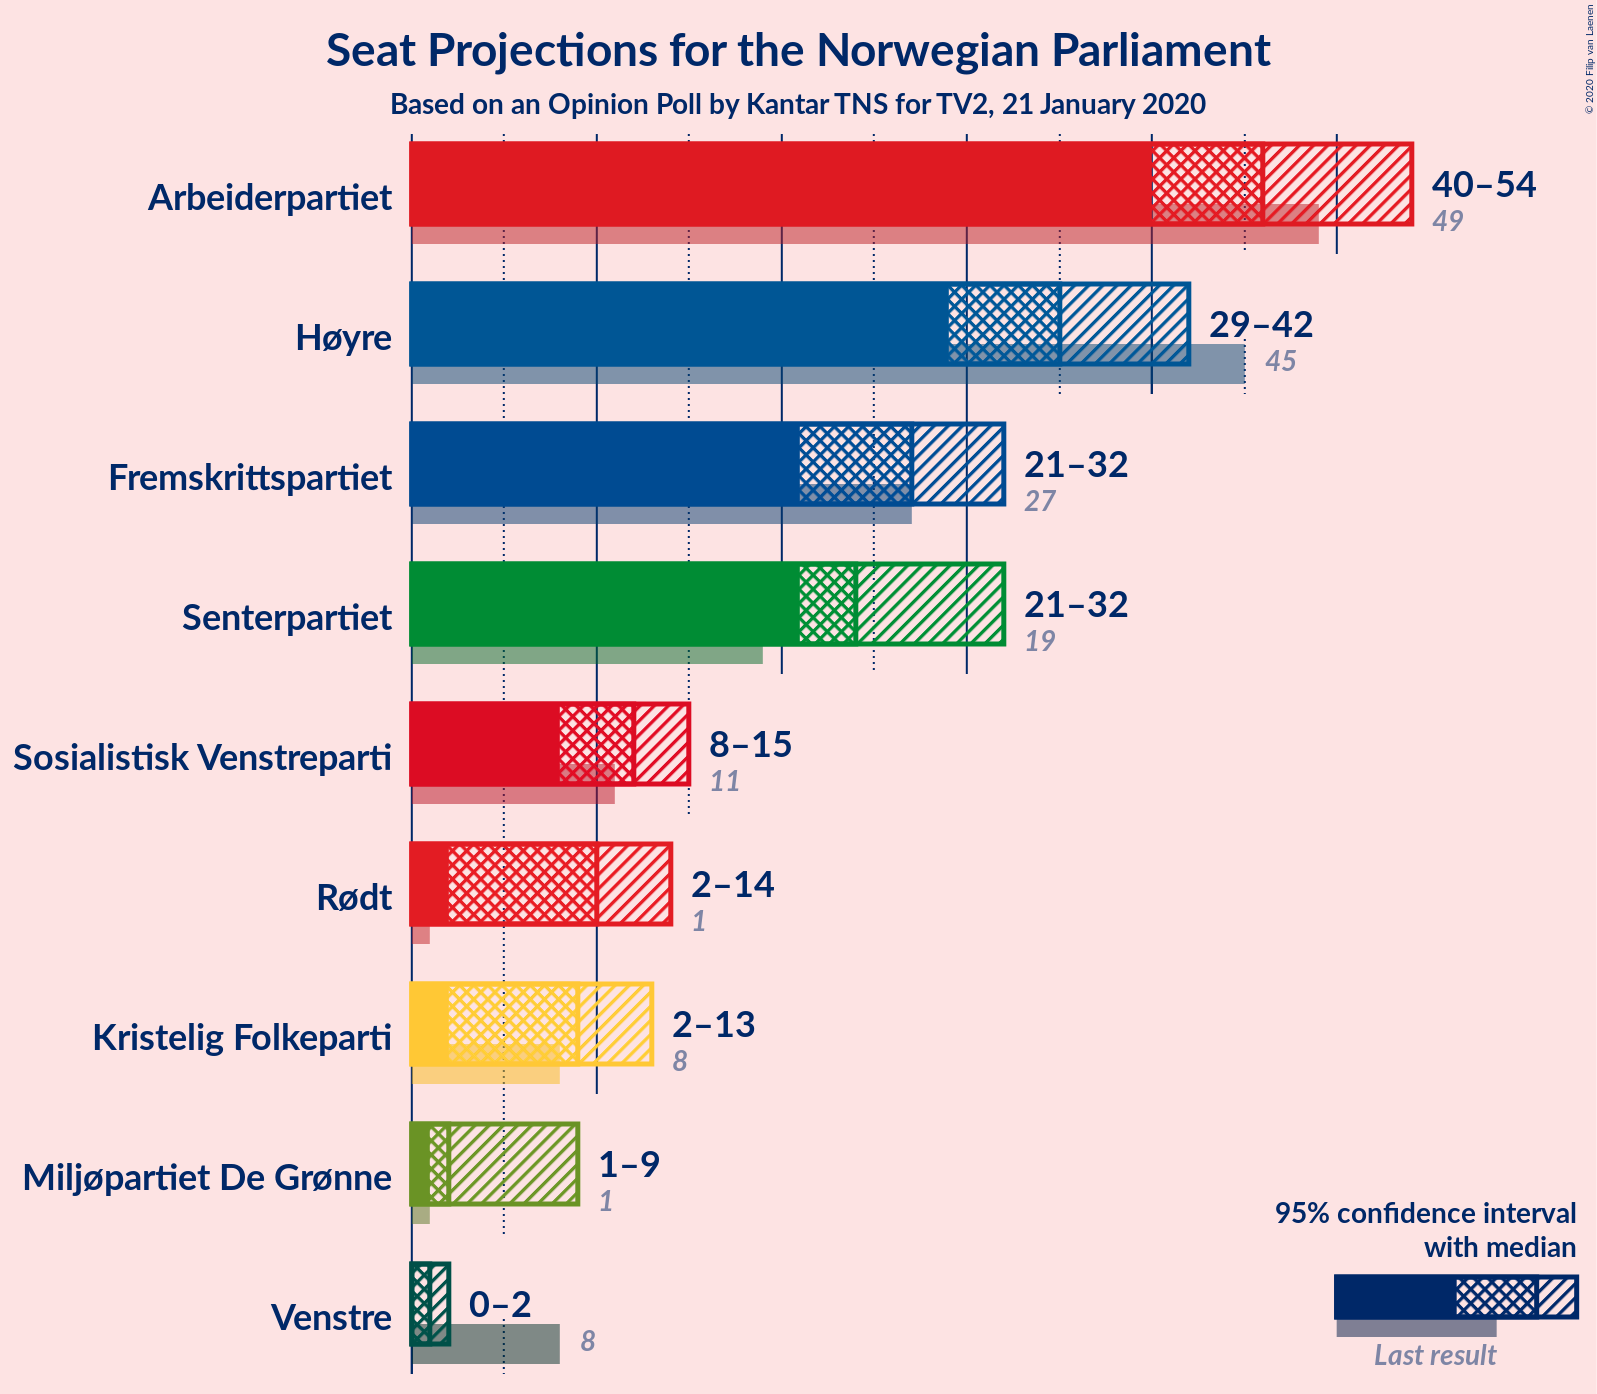 Seat Projections for the Norwegian Parliament
Based on an Opinion Poll by Kantar TNS for TV2, 21 January 2020
© 2020 Filip van Laenen
Arbeiderpartiet
40–54
49
Høyre
29–42
45
Fremskrittspartiet
21–32
27
Senterpartiet
21–32
19
Sosialistisk Venstreparti
8–15
11
Rødt
2–14
1
Kristelig Folkeparti
2–13
8
Miljøpartiet De Grønne
1–9
1
Venstre
0–2
8
95% confidence interval
with median
Last result